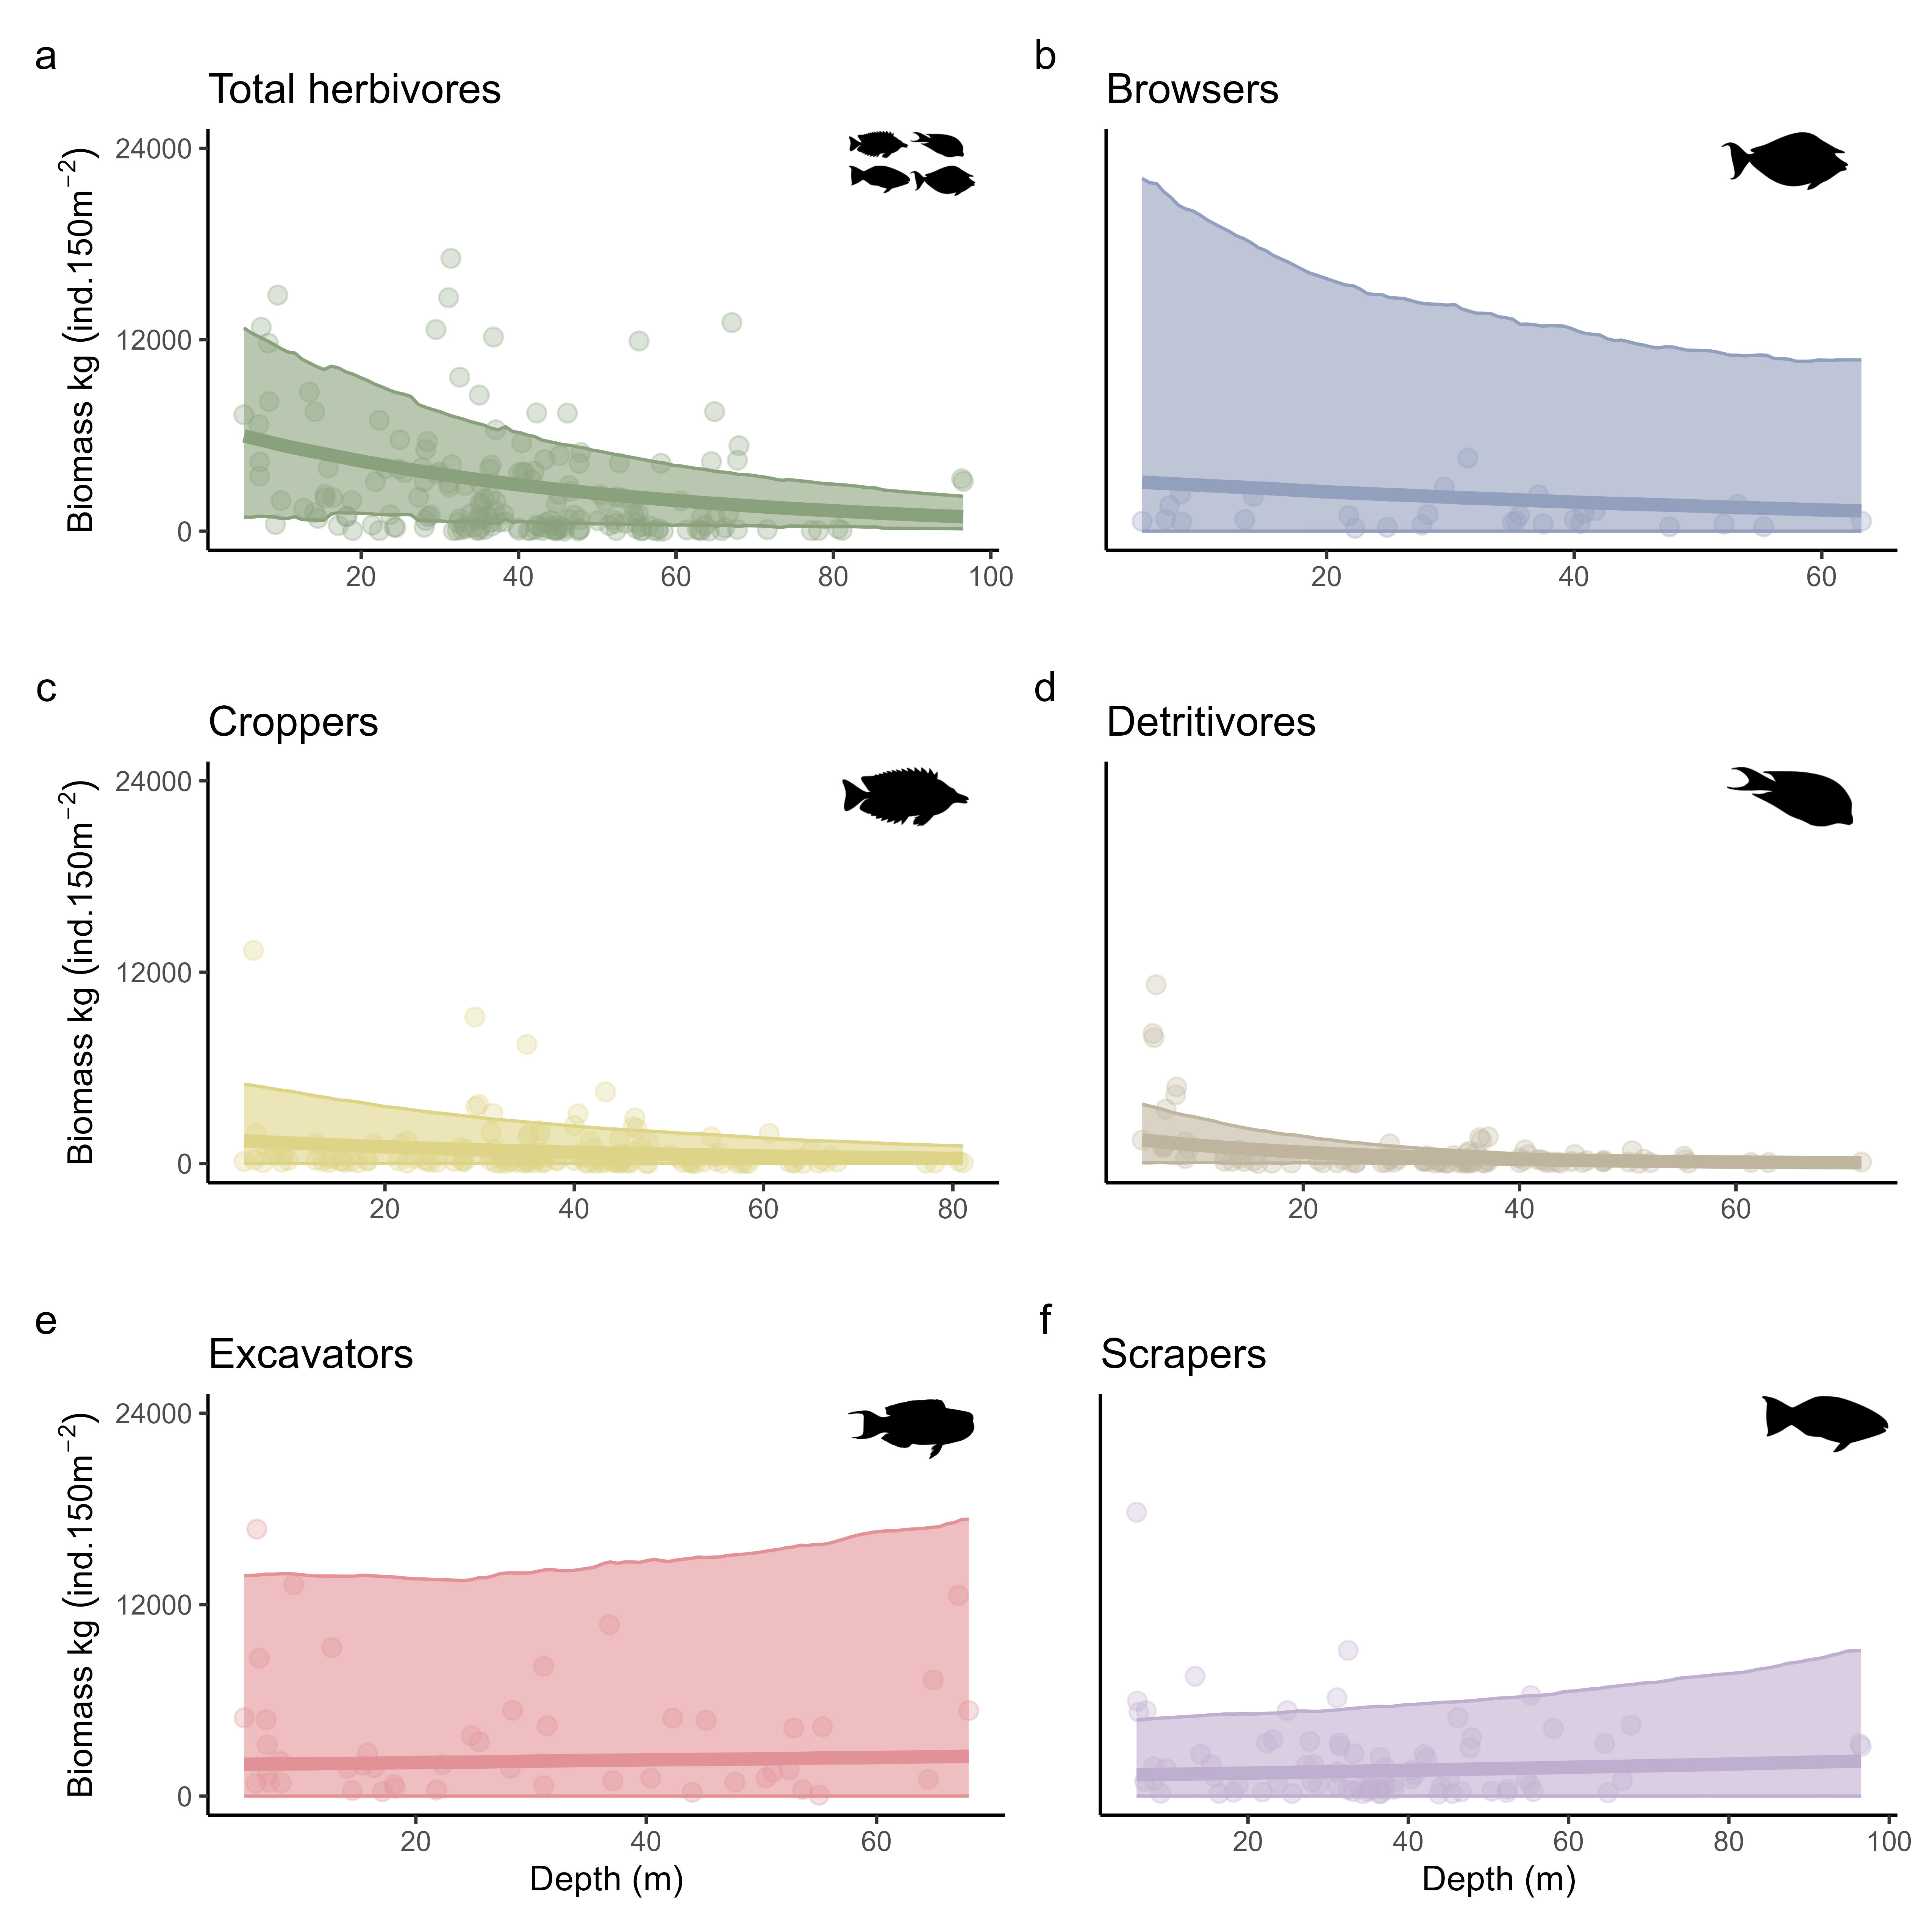 a
Total herbivores
b
Browsers
Biomass kg (ind.150m⁻²)
24000
12000
0
20 40 60 80 100
20 40 60
c
Croppers
d
Detritivores
Biomass kg (ind.150m⁻²)
24000
12000
0
20 40 60 80
20 40 60
e
Excavators
f
Scrapers
Biomass kg (ind.150m⁻²)
24000
12000
0
20 40 60
Depth (m)
20 40 60 80 100
Depth (m)